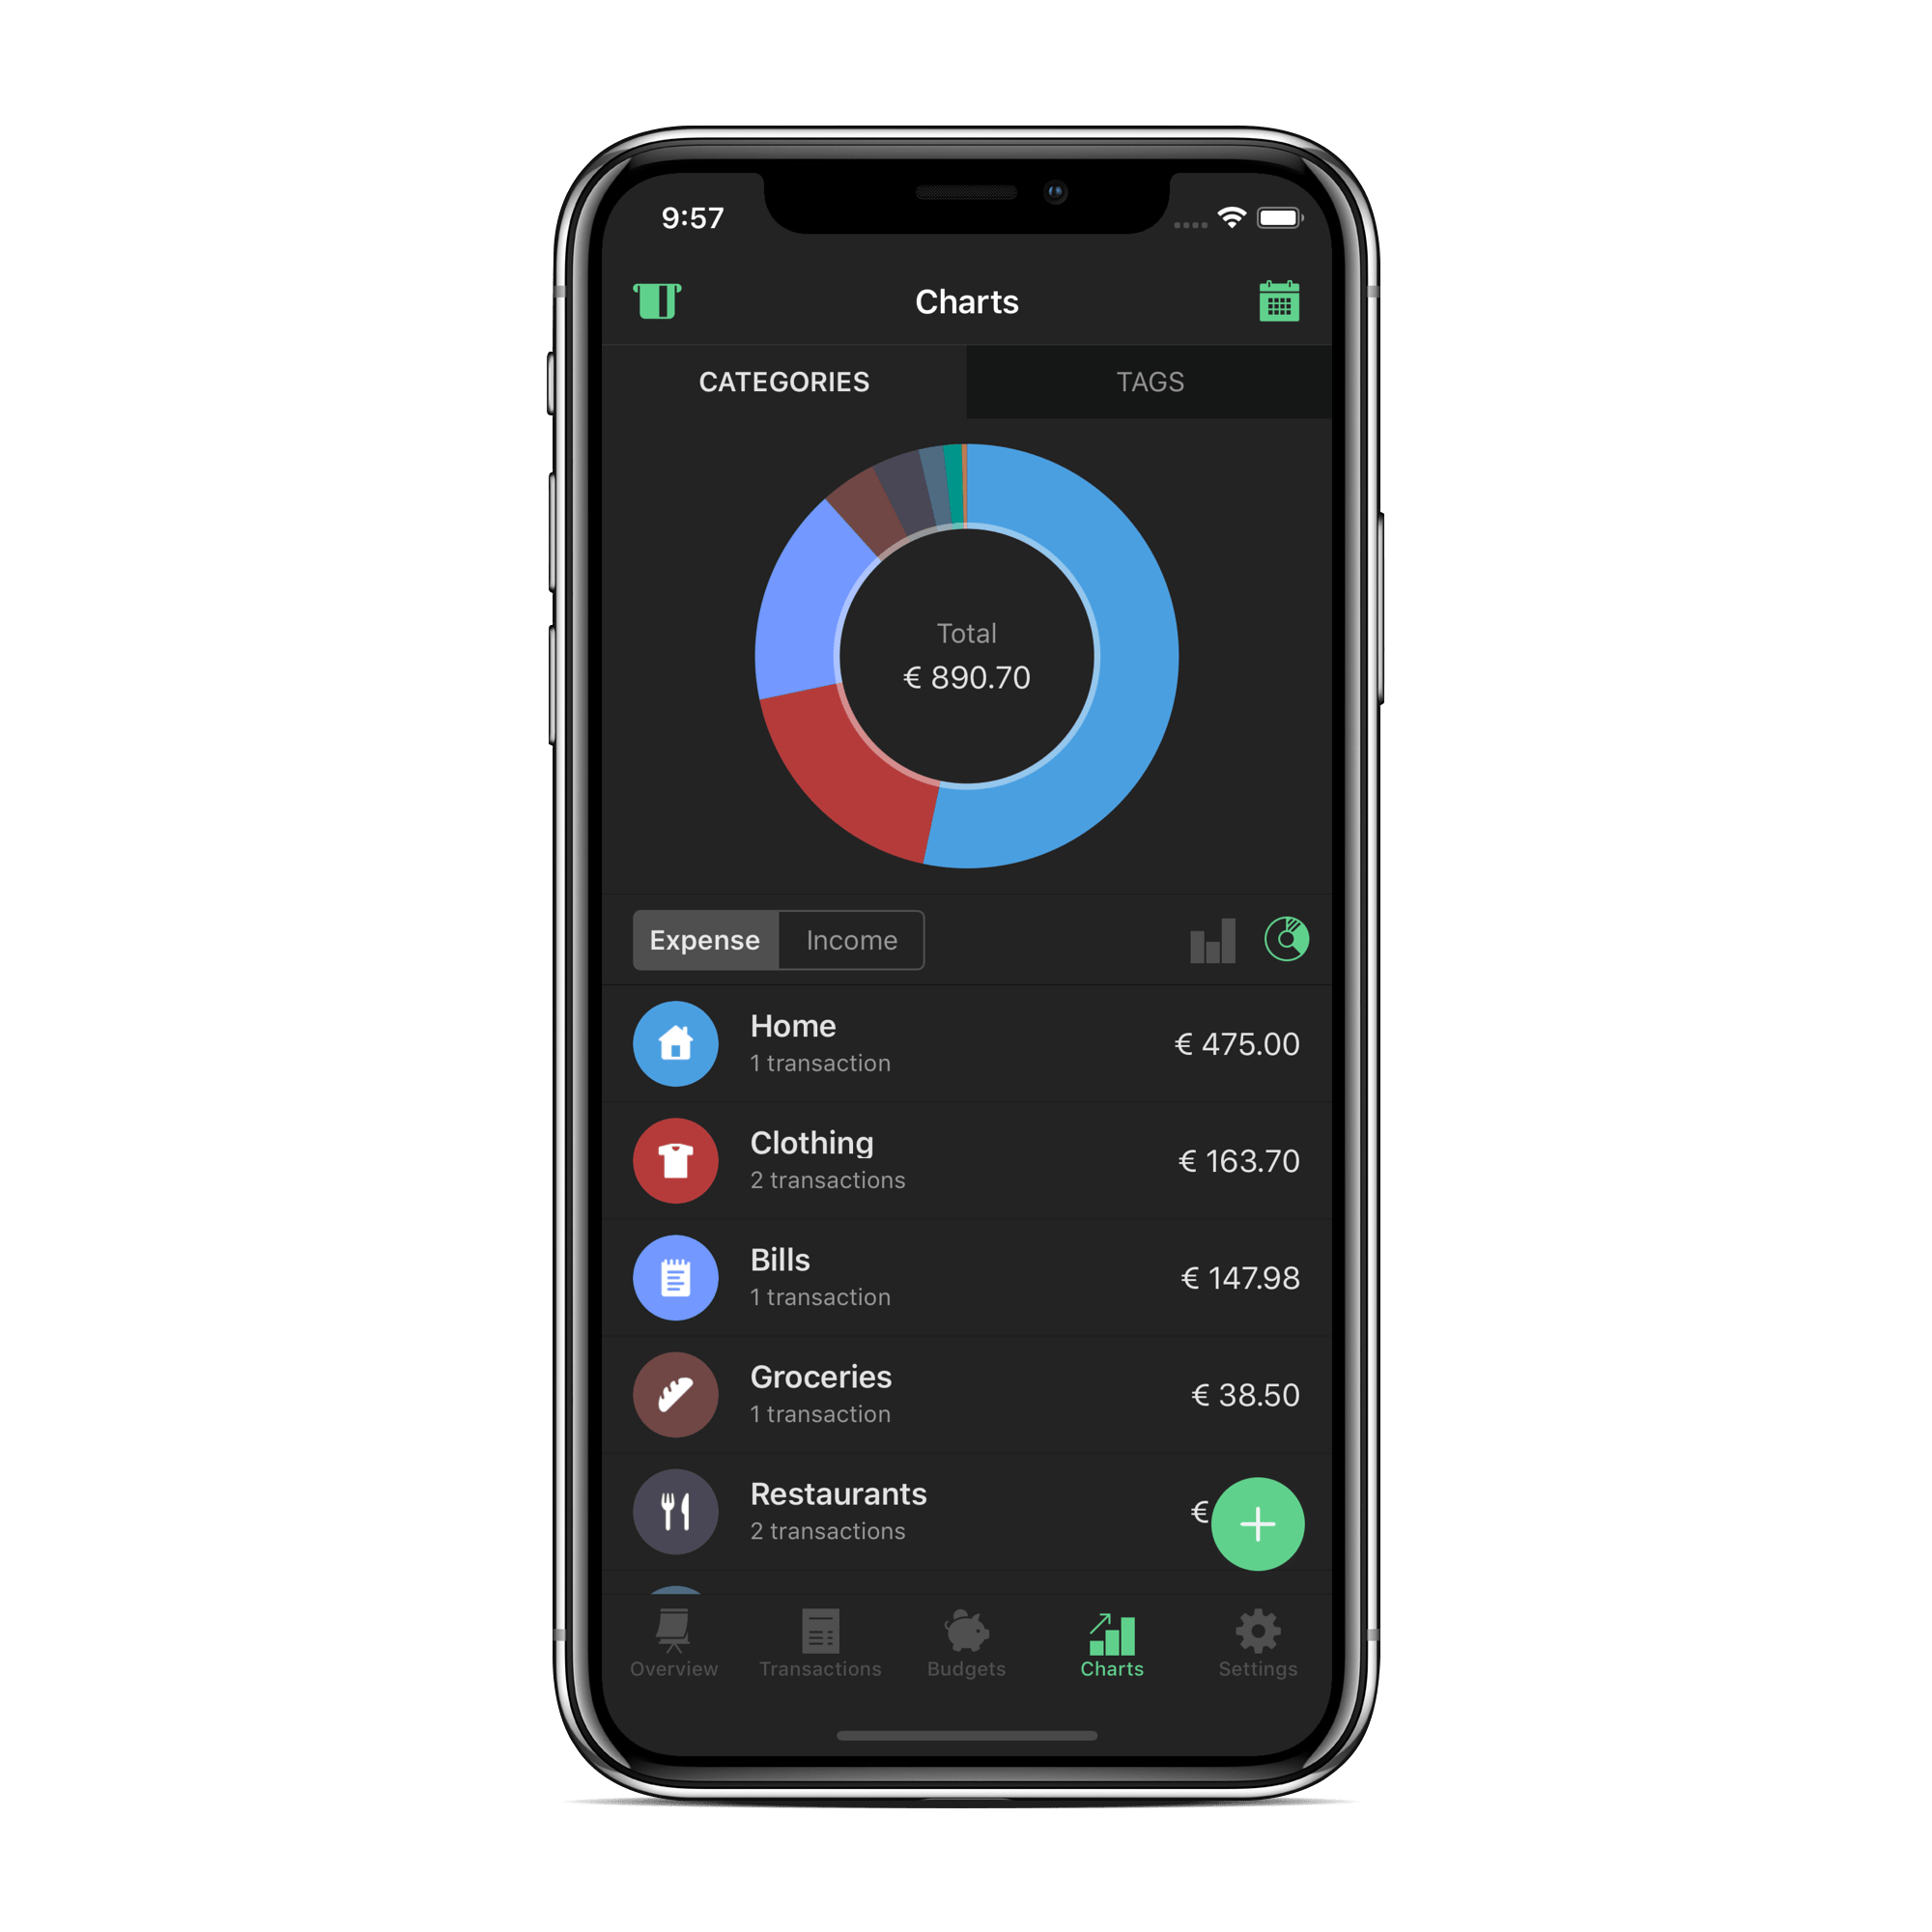 9:57
Charts
CATEGORIES
TAGS
Total
€ 890.70
Expense
Income
Home
1 transaction
€ 475.00
Clothing
2 transactions
€ 163.70
Bills
1 transaction
€ 147.98
Groceries
1 transaction
€ 38.50
Restaurants
2 transactions
€
Overview
Transactions
Budgets
Charts
Settings